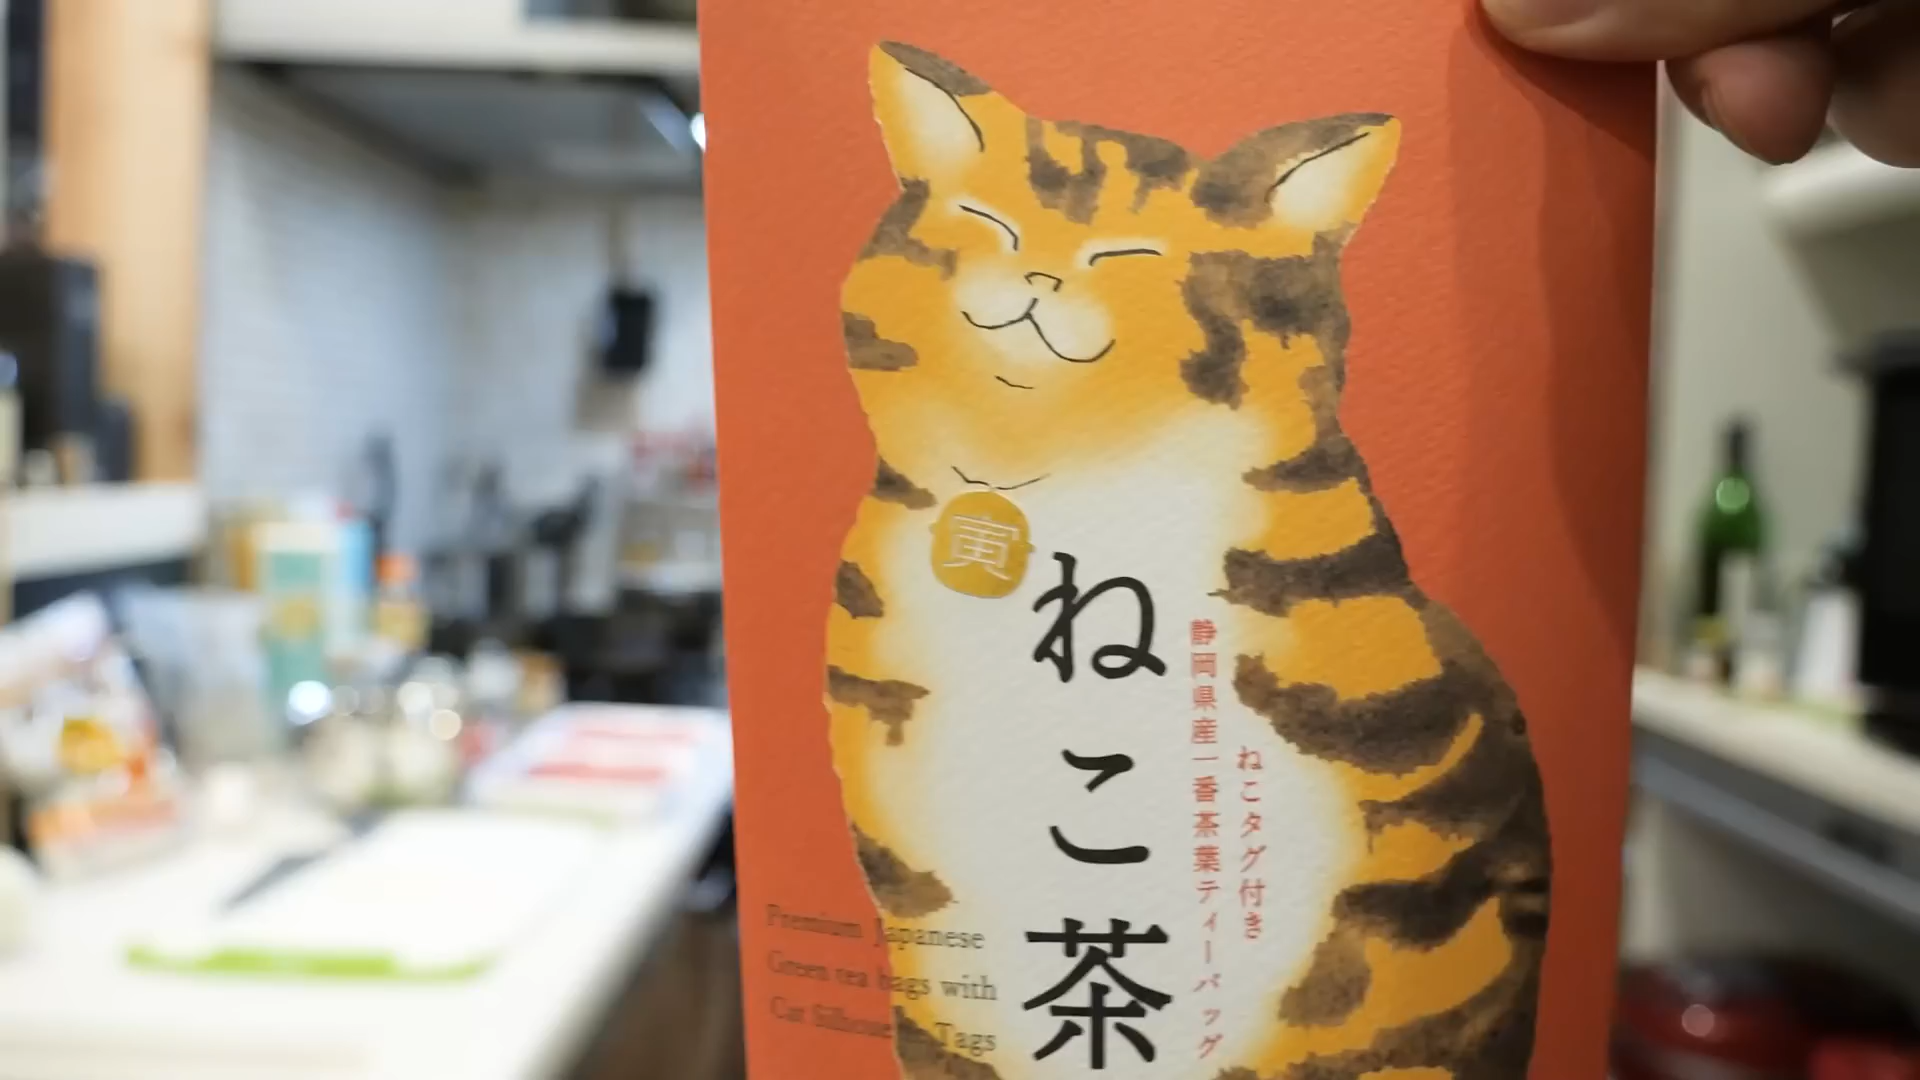 寅
ねこ茶
ねこタグ付き
静岡県産一番茶葉ティーバッグ
Premium Japanese
Green tea bags with
Cat Silhouette Tags